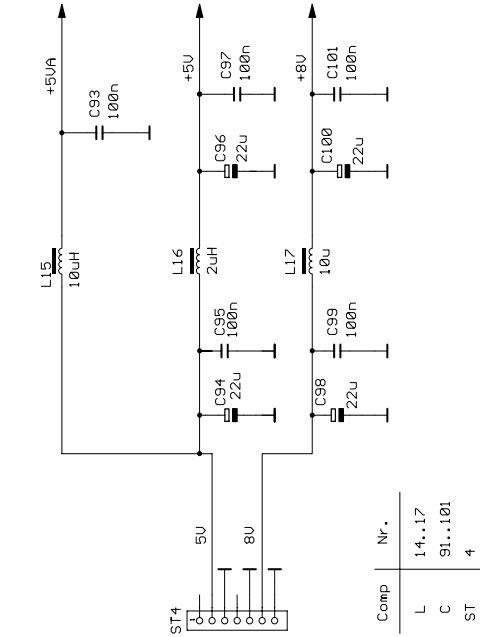 +5VA
C93
100n
L15
10uH
+5V
C97
100n
C96
22u
L16
2uH
C95
100n
C94
22u
+8V
C101
100n
C100
22u
L17
10u
C99
100n
C98
22u
5V
8V
ST4
1
Comp Nr.
L 14..17
C 91..101
ST 4